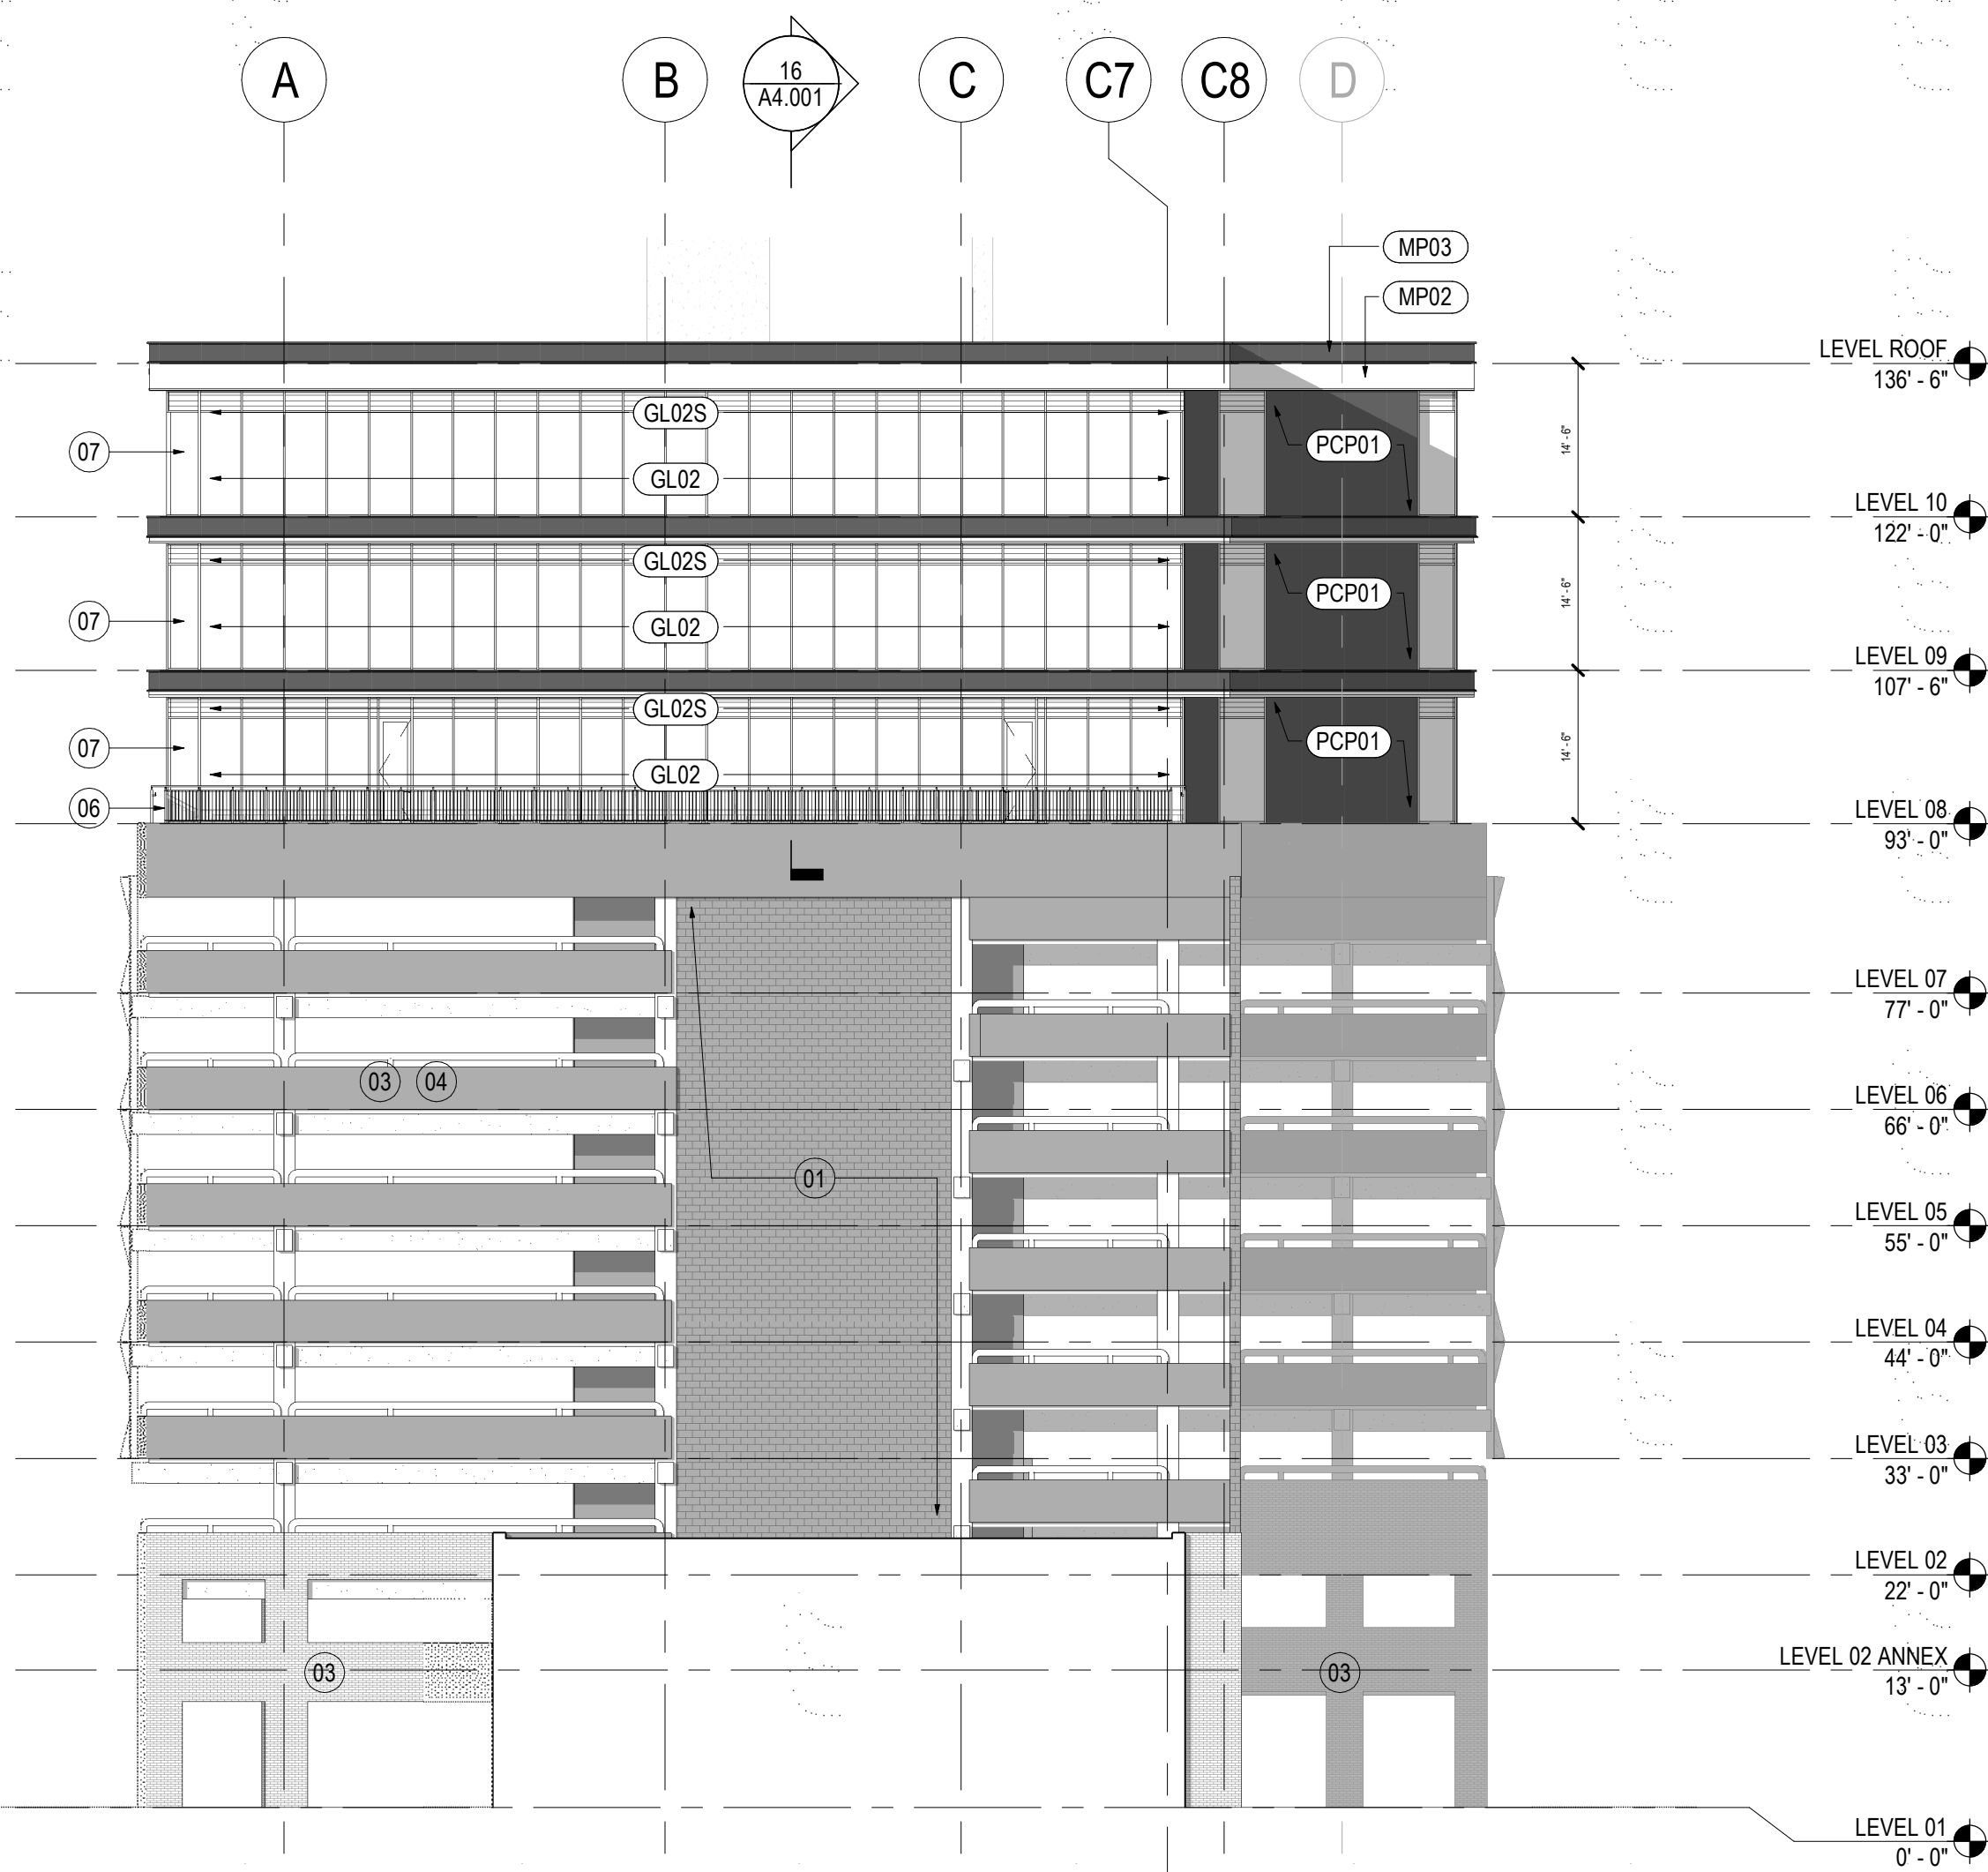 A
B
16
A4.001
C
C7
C8
D
MP03
MP02
LEVEL ROOF
136' - 6"
GL02S
PCP01
07
GL02
14' - 6"
LEVEL 10
122' - 0"
GL02S
PCP01
07
GL02
14' - 6"
LEVEL 09
107' - 6"
GL02S
PCP01
07
GL02
14' - 6"
06
LEVEL 08
93' - 0"
LEVEL 07
77' - 0"
03 04
LEVEL 06
66' - 0"
01
LEVEL 05
55' - 0"
LEVEL 04
44' - 0"
LEVEL 03
33' - 0"
LEVEL 02
22' - 0"
03
03
LEVEL 02 ANNEX
13' - 0"
LEVEL 01
0' - 0"